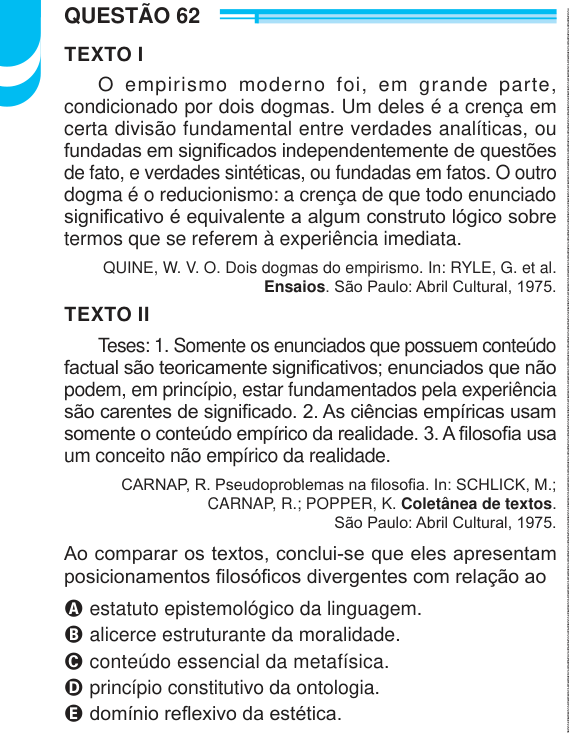 QUESTÃO 62
TEXTO I
O empirismo moderno foi, em grande parte,
condicionado por dois dogmas. Um deles é a crença em
certa divisão fundamental entre verdades analíticas, ou
fundadas em significados independentemente de questões
de fato, e verdades sintéticas, ou fundadas em fatos. O outro
dogma é o reducionismo: a crença de que todo enunciado
significativo é equivalente a algum construto lógico sobre
termos que se referem à experiência imediata.
QUINE, W. V. O. Dois dogmas do empirismo. In: RYLE, G. et al.
Ensaios. São Paulo: Abril Cultural, 1975.
TEXTO II
Teses: 1. Somente os enunciados que possuem conteúdo
factual são teoricamente significativos; enunciados que não
podem, em princípio, estar fundamentados pela experiência
são carentes de significado. 2. As ciências empíricas usam
somente o conteúdo empírico da realidade. 3. A filosofia usa
um conceito não empírico da realidade.
CARNAP, R. Pseudoproblemas na filosofia. In: SCHLICK, M.;
CARNAP, R.; POPPER, K. Coletânea de textos.
São Paulo: Abril Cultural, 1975.
Ao comparar os textos, conclui-se que eles apresentam
posicionamentos filosóficos divergentes com relação ao
A estatuto epistemológico da linguagem.
B alicerce estruturante da moralidade.
C conteúdo essencial da metafísica.
D princípio constitutivo da ontologia.
E domínio reflexivo da estética.